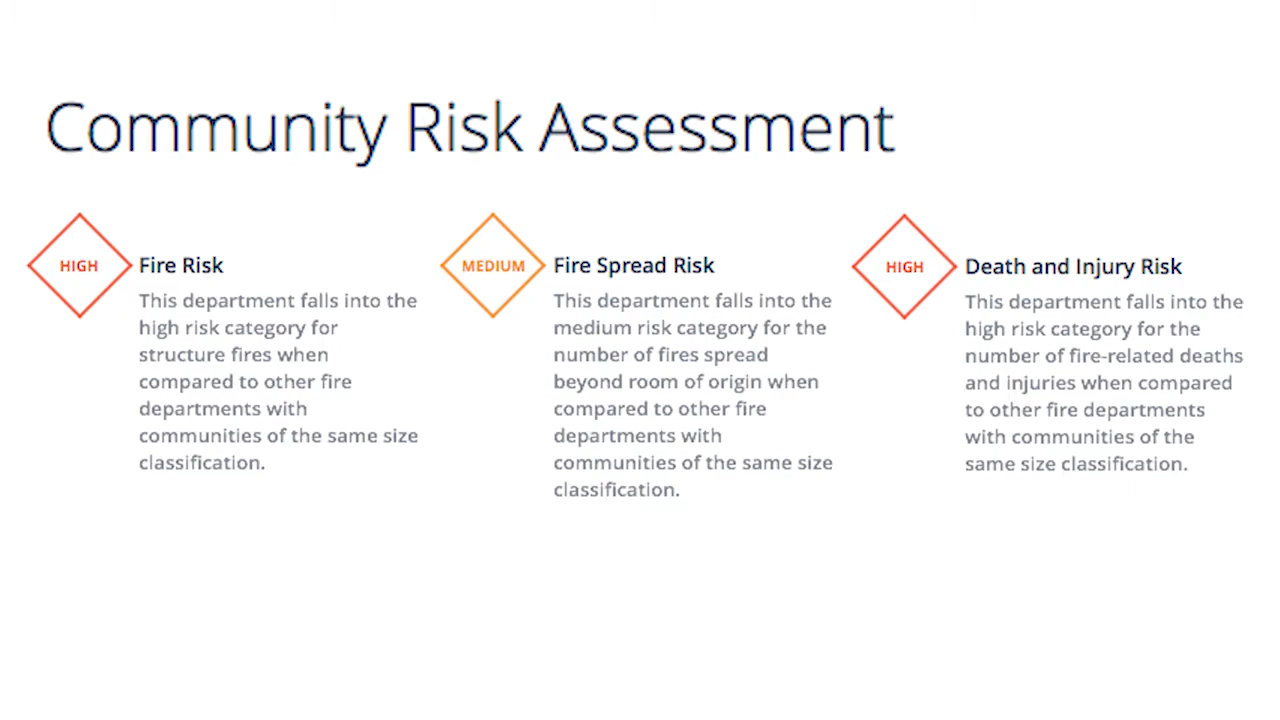 Community Risk Assessment
HIGH
Fire Risk
This department falls into the
high risk category for
structure fires when
compared to other fire
departments with
communities of the same size
classification.
MEDIUM
Fire Spread Risk
This department falls into the
medium risk category for the
number of fires spread
beyond room of origin when
compared to other fire
departments with
communities of the same size
classification.
HIGH
Death and Injury Risk
This department falls into the
high risk category for the
number of fire-related deaths
and injuries when compared
to other fire departments
with communities of the
same size classification.